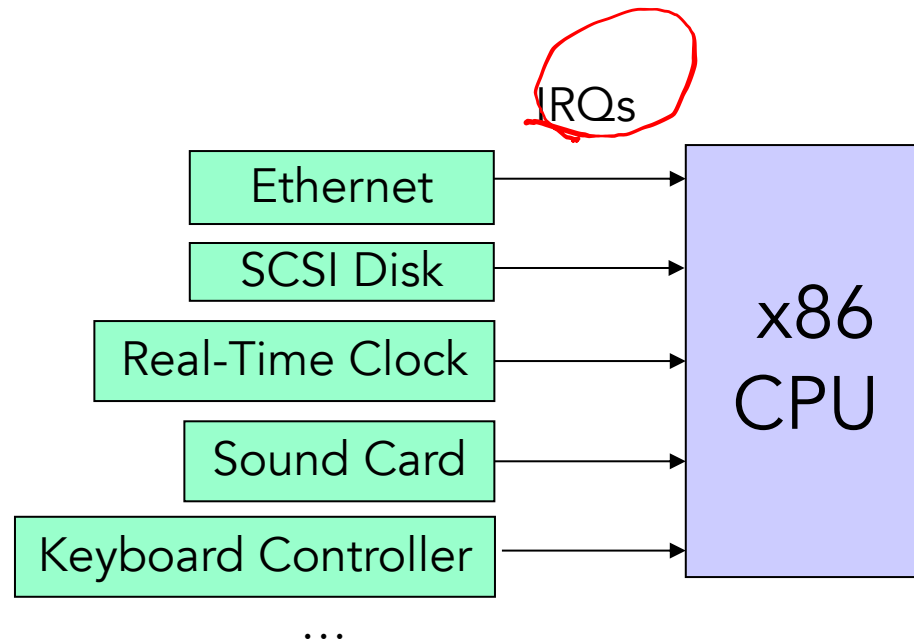 IRQs
Ethernet
SCSI Disk
Real-Time Clock
Sound Card
Keyboard Controller
...
x86
CPU